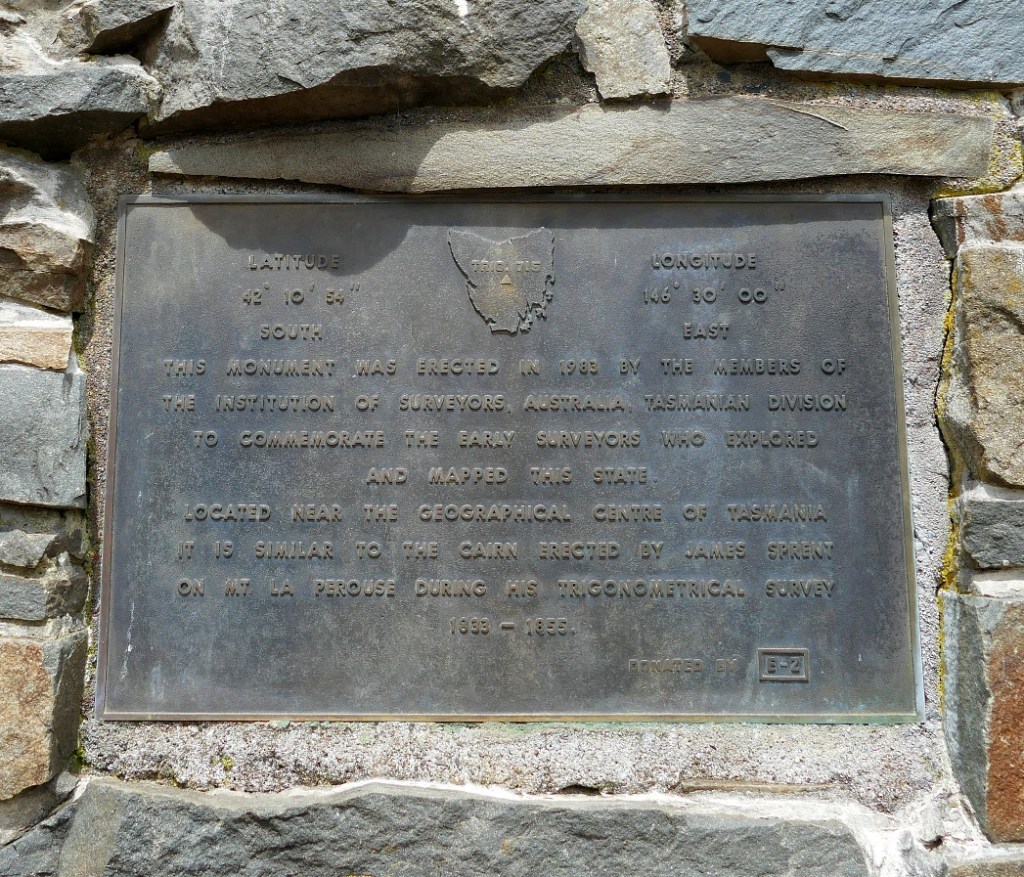 TRIG. 715
LATITUDE LONGITUDE
42° 10' 54" 146° 30' 00"
SOUTH EAST
THIS MONUMENT WAS ERECTED IN 1983 BY THE MEMBERS OF
THE INSTITUTION OF SURVEYORS, AUSTRALIA, TASMANIAN DIVISION
TO COMMEMORATE THE EARLY SURVEYORS WHO EXPLORED
AND MAPPED THIS STATE.
LOCATED NEAR THE GEOGRAPHICAL CENTRE OF TASMANIA
IT IS SIMILAR TO THE CAIRN ERECTED BY JAMES SPRENT
ON MT. LA PEROUSE DURING HIS TRIGONOMETRICAL SURVEY
1833 – 1855.
DONATED BY E-Z